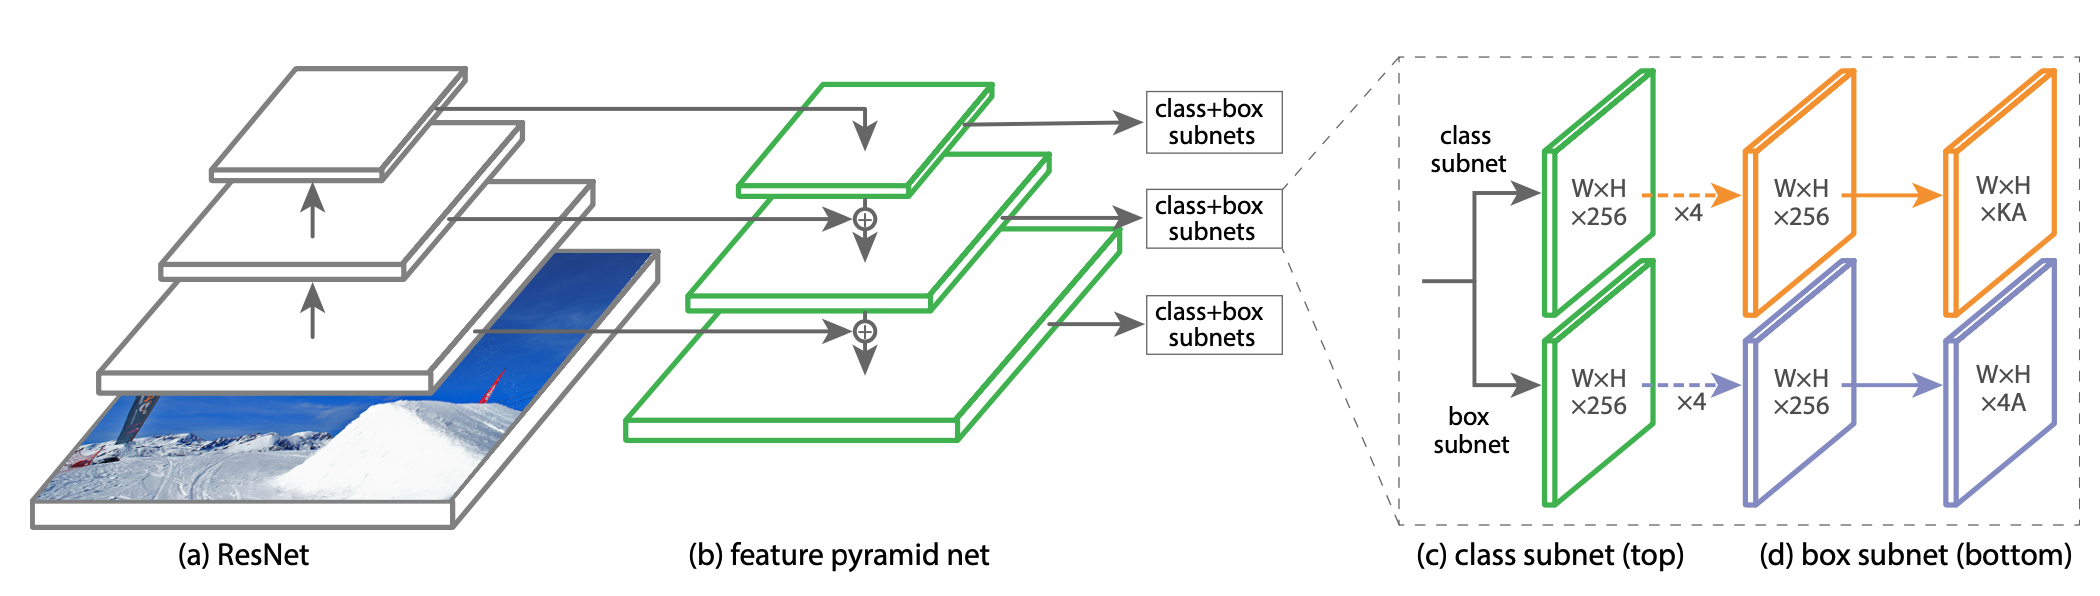 class+box
subnets
class+box
subnets
class+box
subnets
class
subnet
W×H
×256
×4
W×H
×256
W×H
×KA
box
subnet
W×H
×256
×4
W×H
×256
W×H
×4A
(a) ResNet
(b) feature pyramid net
(c) class subnet (top)
(d) box subnet (bottom)